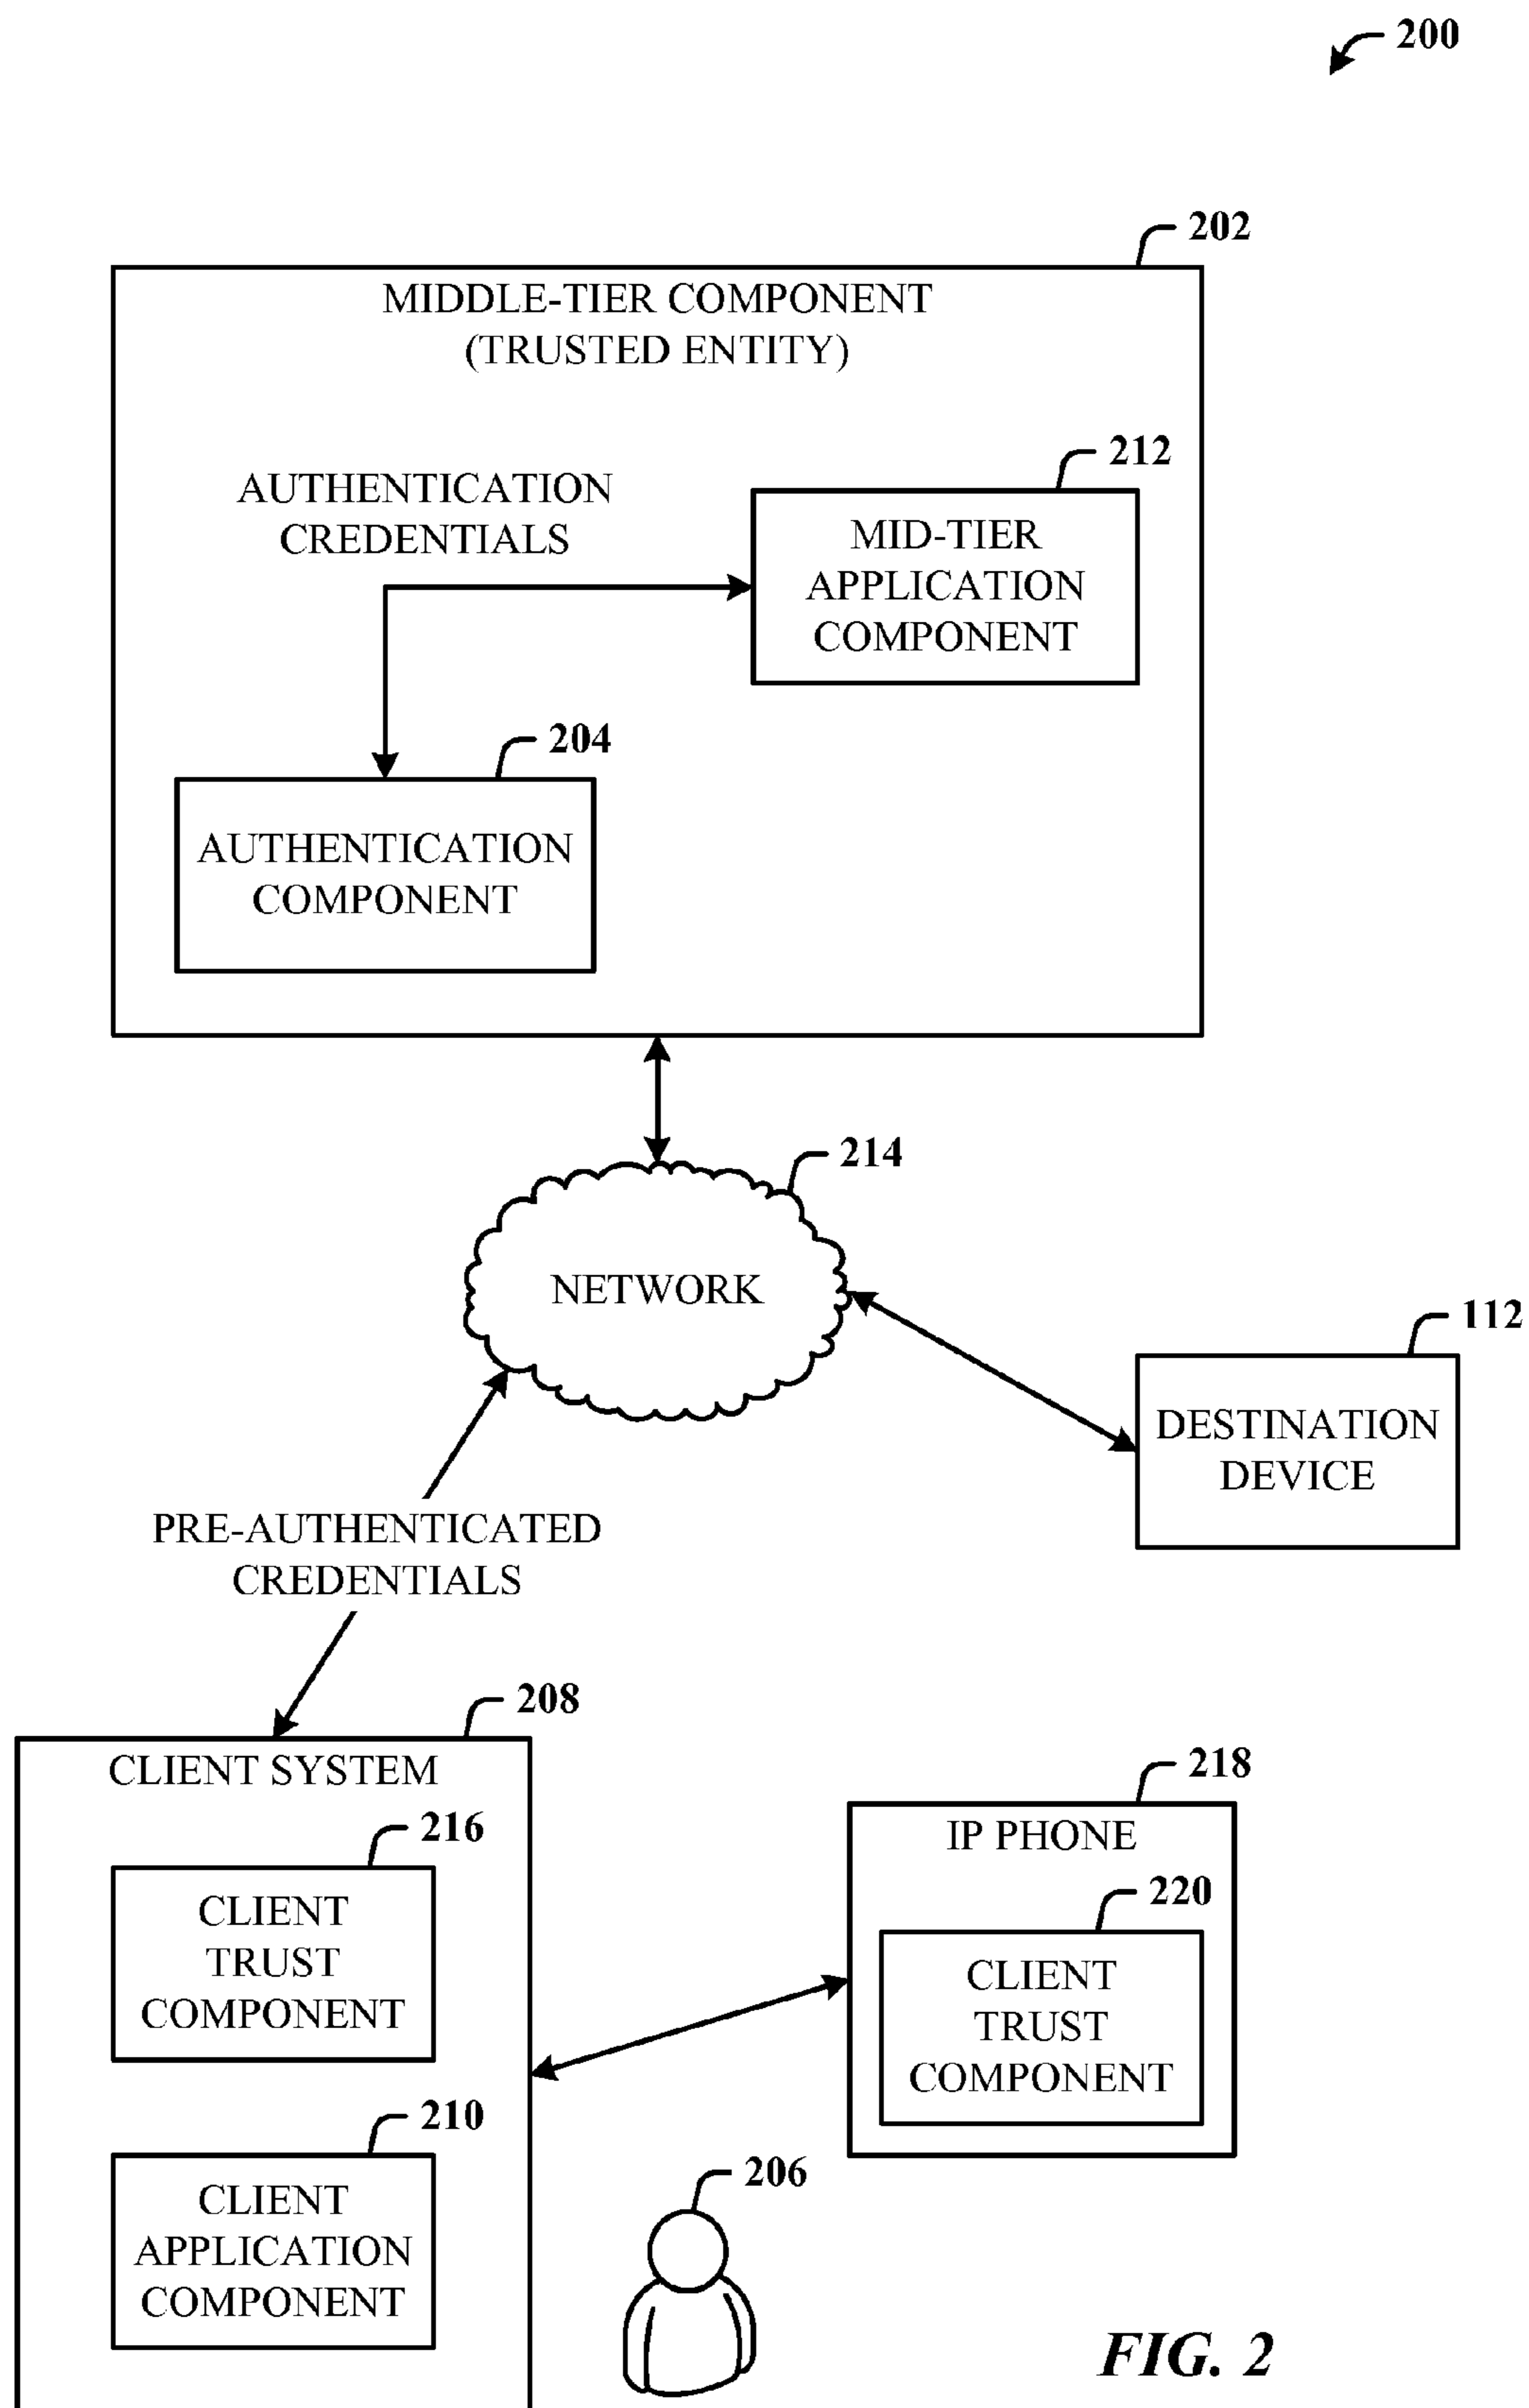 200
202
MIDDLE-TIER COMPONENT
(TRUSTED ENTITY)
212
AUTHENTICATION
CREDENTIALS
MID-TIER
APPLICATION
COMPONENT
204
AUTHENTICATION
COMPONENT
214
NETWORK
112
DESTINATION
DEVICE
PRE-AUTHENTICATED
CREDENTIALS
208
CLIENT SYSTEM
216
CLIENT
TRUST
COMPONENT
218
IP PHONE
220
CLIENT
TRUST
COMPONENT
210
CLIENT
APPLICATION
COMPONENT
206
FIG. 2